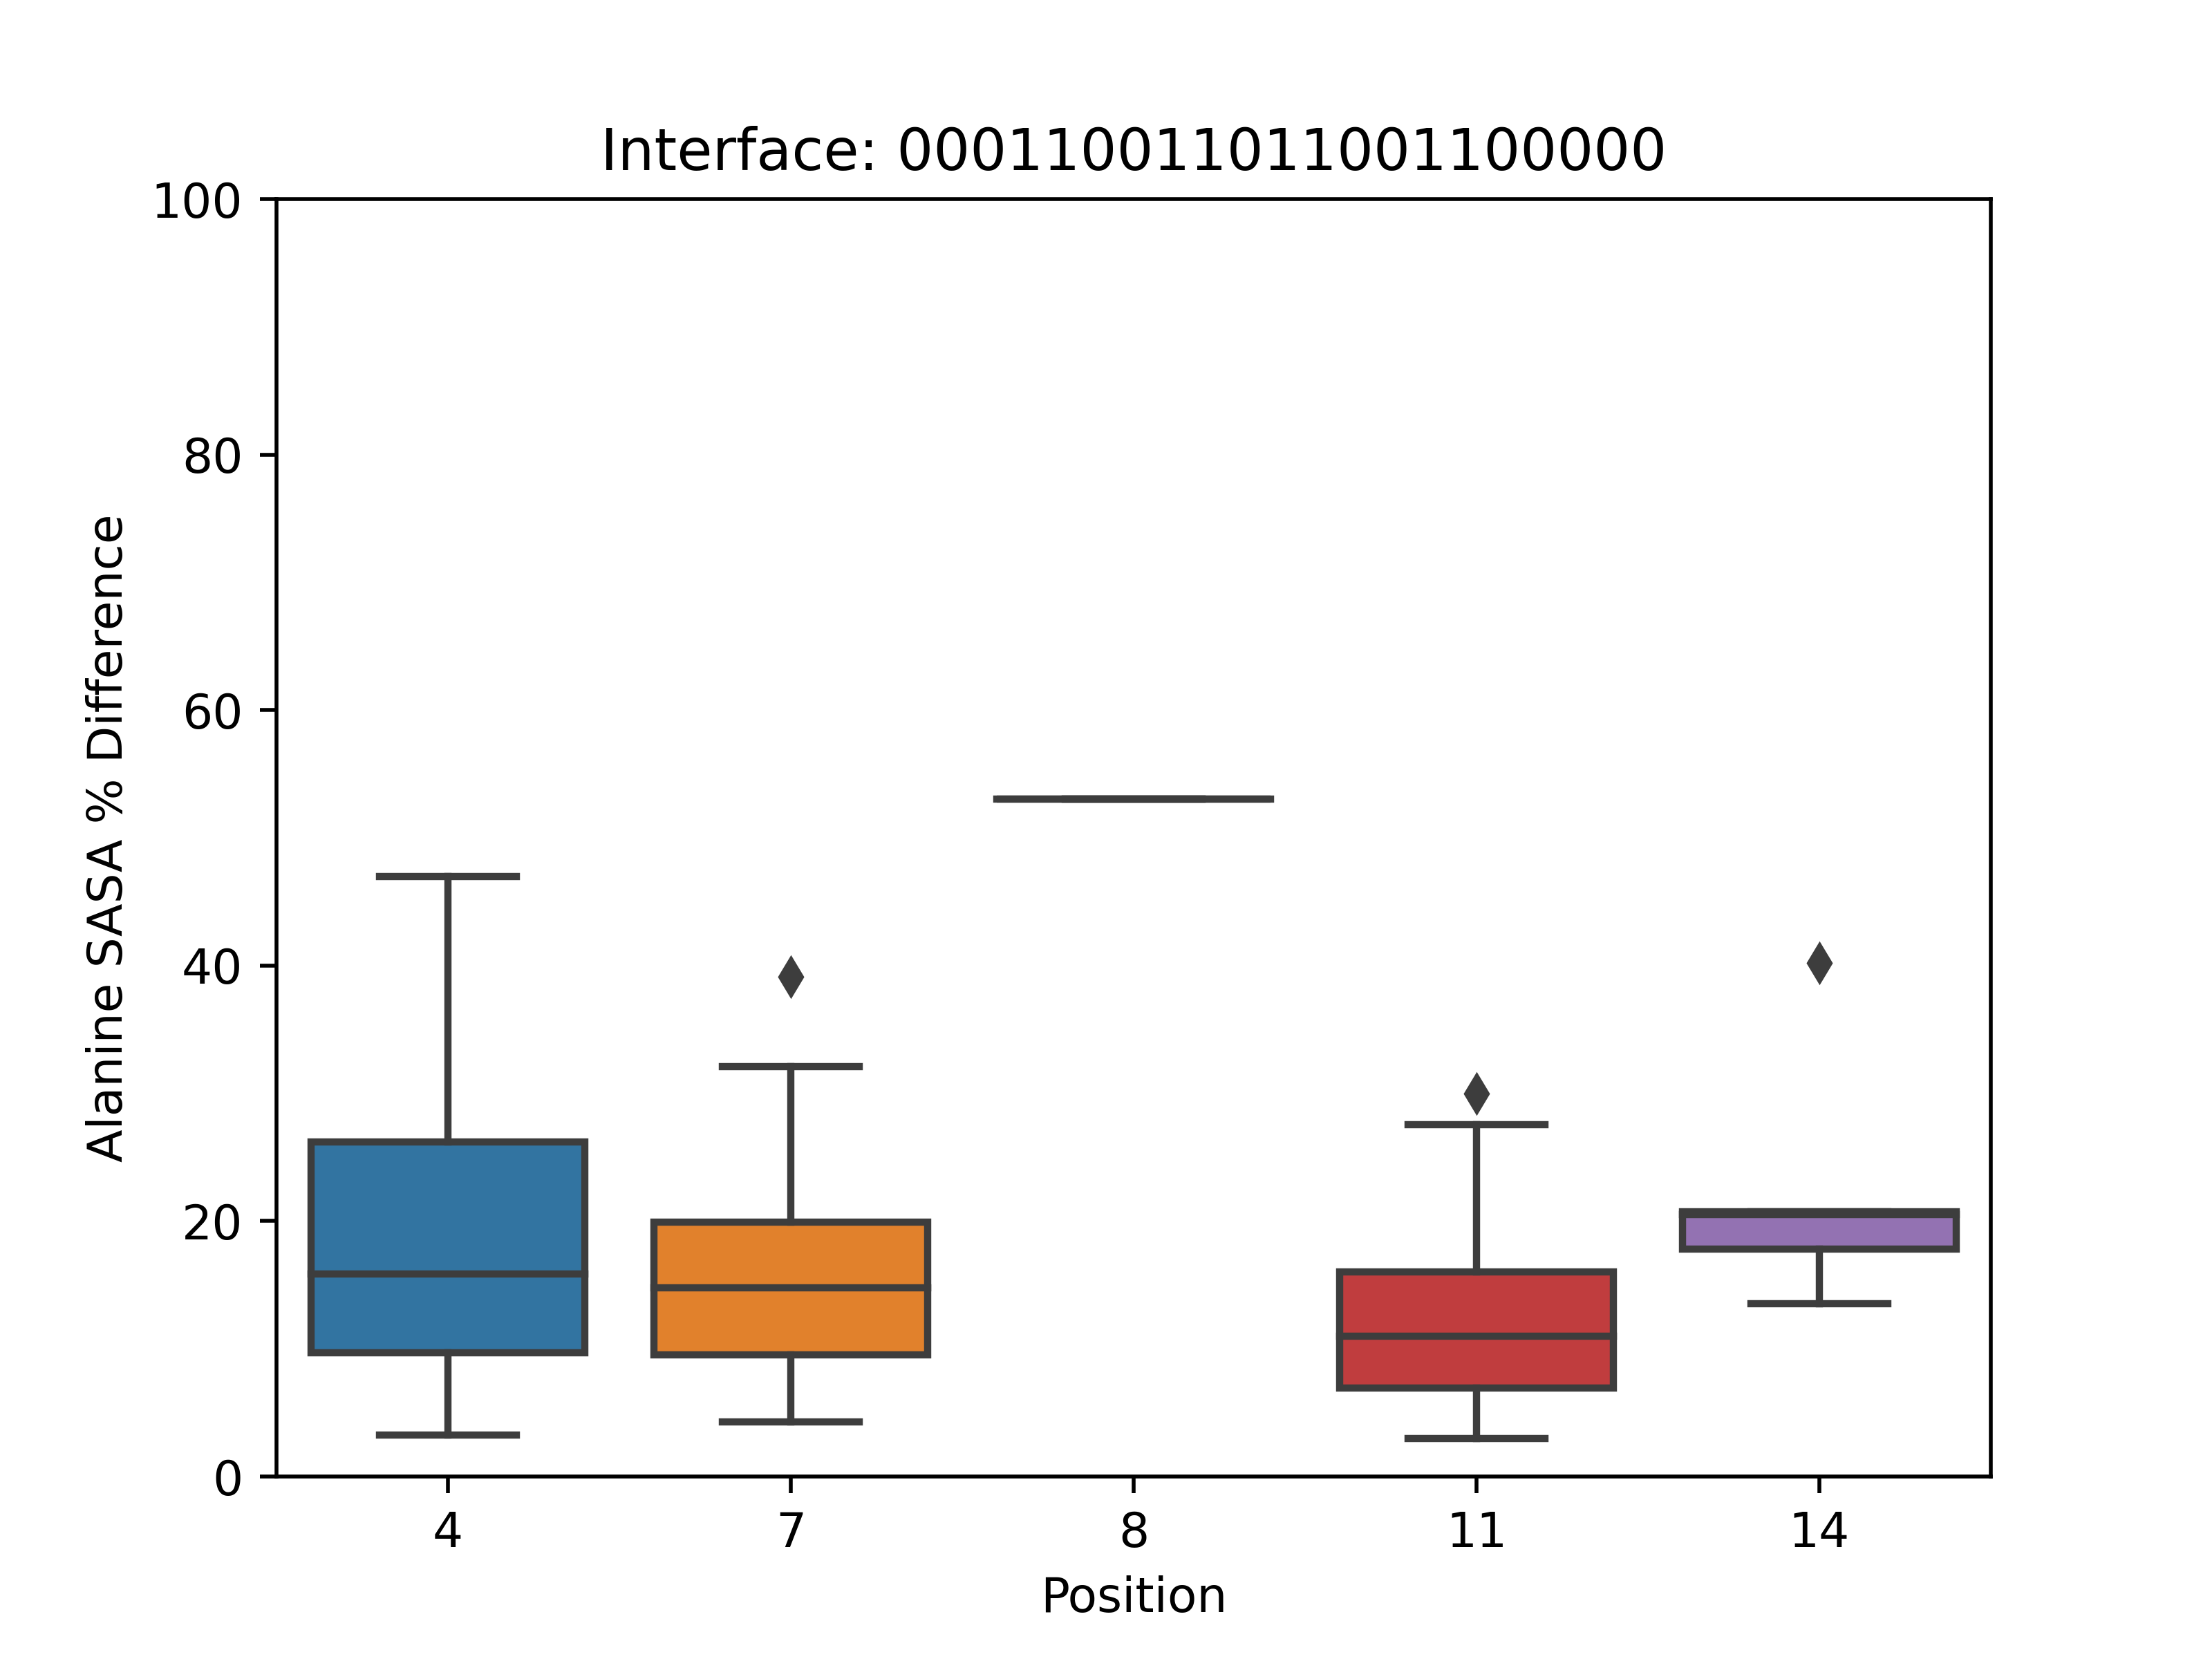 Interface: 000110011011001100000
100
80
60
40
20
0
Alanine SASA % Difference
4 7 8 11 14
Position